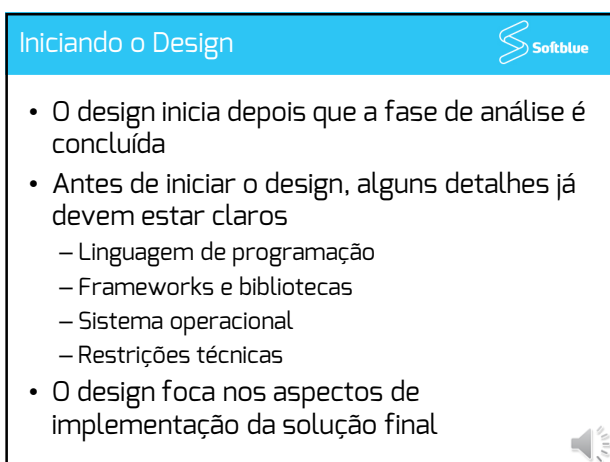 Iniciando o Design
Softblue
• O design inicia depois que a fase de análise é
concluída
• Antes de iniciar o design, alguns detalhes já
devem estar claros
– Linguagem de programação
– Frameworks e bibliotecas
– Sistema operacional
– Restrições técnicas
• O design foca nos aspectos de
implementação da solução final